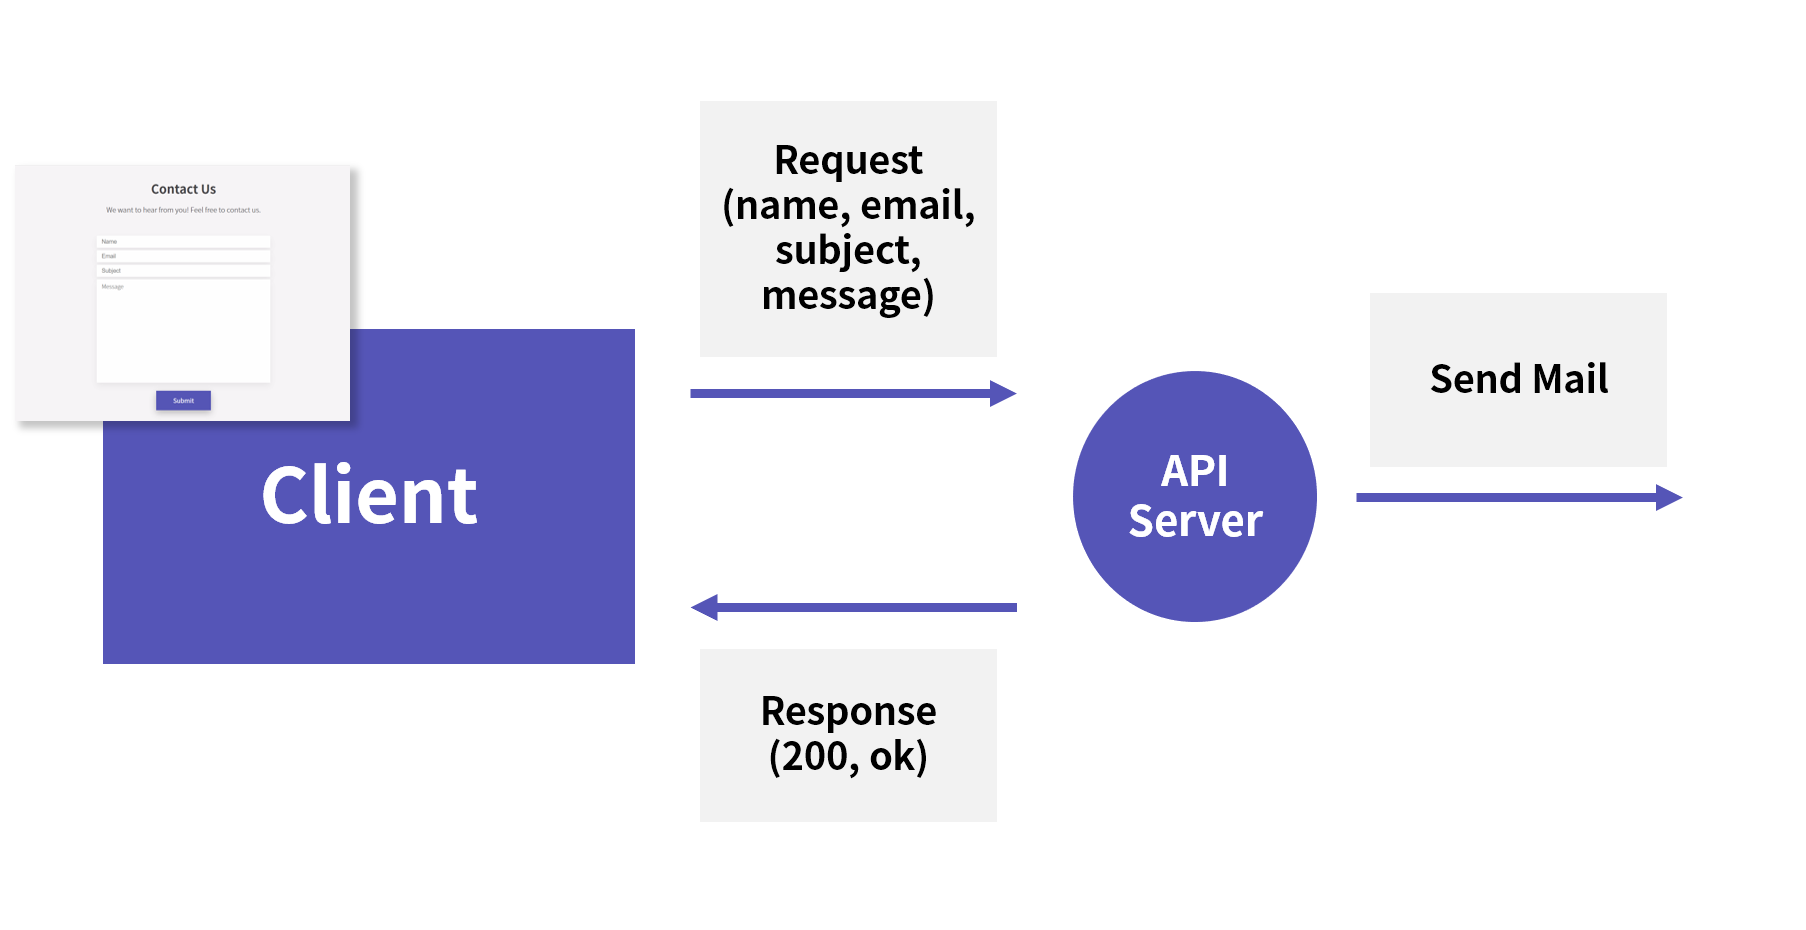 Contact Us
We want to hear from you! Feel free to contact us.
Name
Email
Subject
Message
Submit
Client
Request
(name, email,
subject,
message)
API
Server
Send Mail
Response
(200, ok)